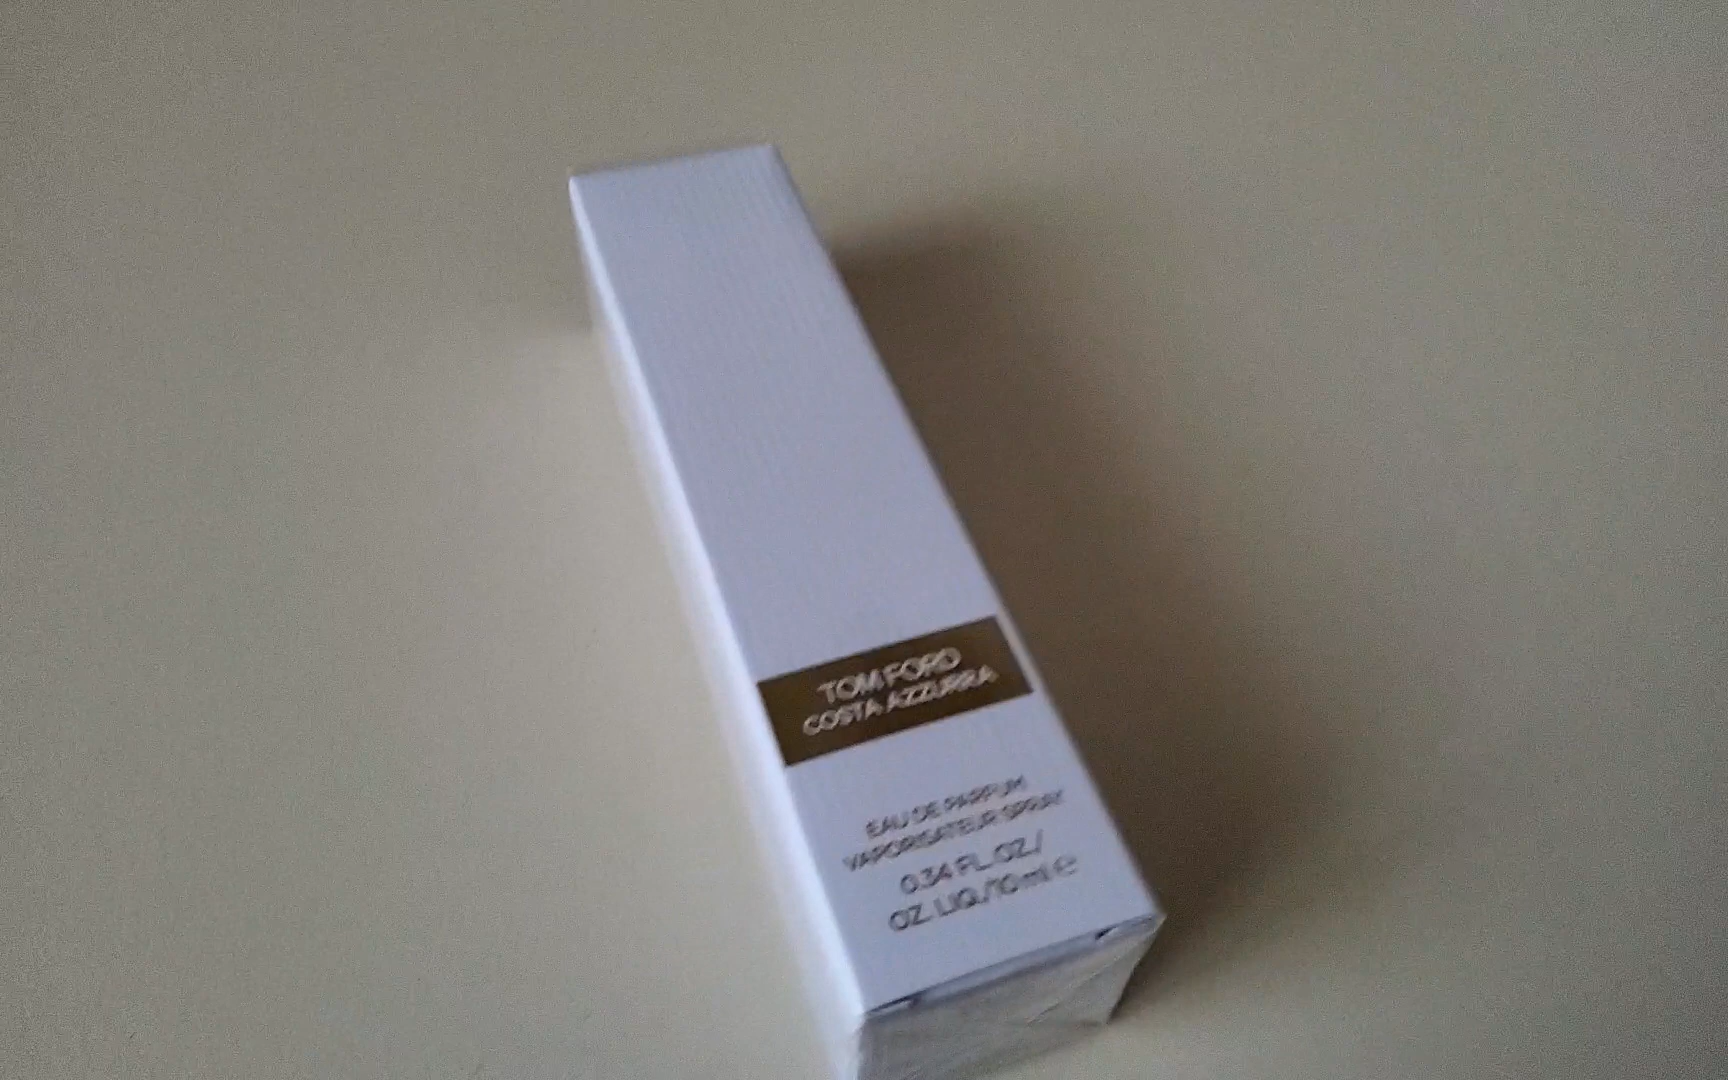 TOM FORD
COSTA AZZURRA
EAU DE PARFUM
VAPORISATEUR SPRAY
0.34 FL.OZ./
OZ. LIQ./10 ml ℮